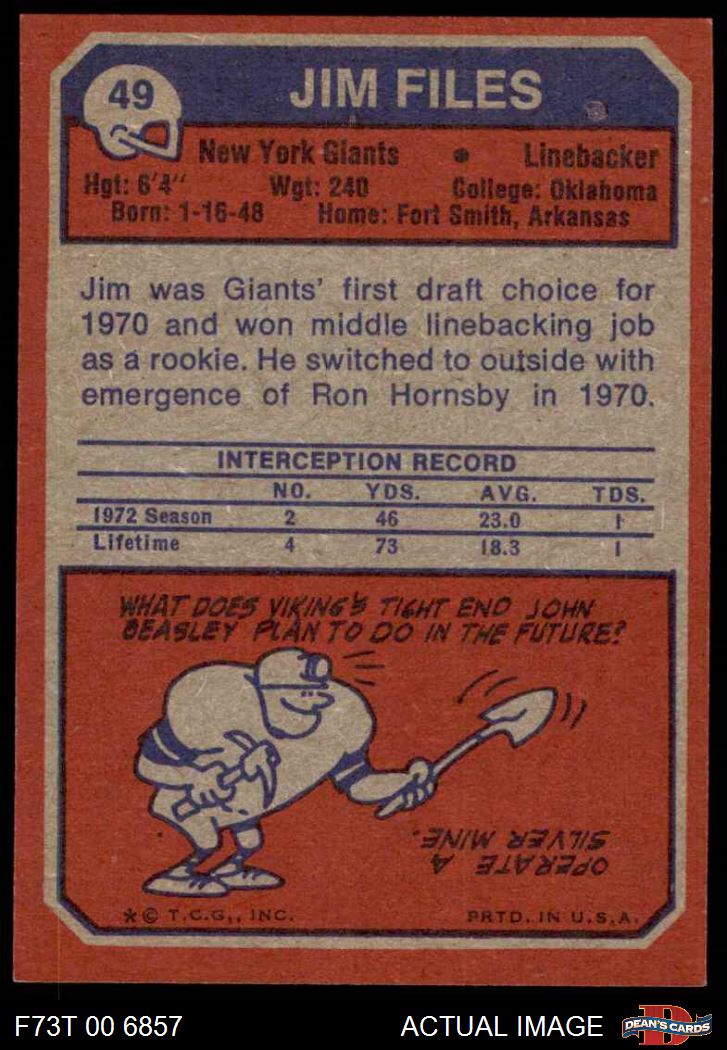 49
JIM FILES
New York Giants • Linebacker
Hgt: 6'4" Wgt: 240 College: Oklahoma
Born: 1-16-48 Home: Fort Smith, Arkansas
Jim was Giants' first draft choice for
1970 and won middle linebacking job
as a rookie. He switched to outside with
emergence of Ron Hornsby in 1970.
INTERCEPTION RECORD
NO. YDS. AVG. TDS.
1972 Season 2 46 23.0 1
Lifetime 4 73 18.3 1
WHAT DOES VIKING'S TIGHT END JOHN
BEASLEY PLAN TO DO IN THE FUTURE?
OPERATE A
SILVER MINE.
* © T.C.G., INC. PRTD. IN U.S.A.
F73T 00 6857 ACTUAL IMAGE
D
DEAN'S CARDS